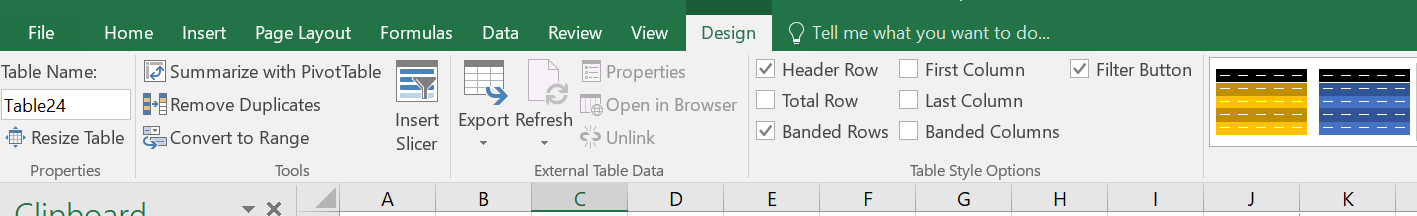 File Home Insert Page Layout Formulas Data Review View Design Tell me what you want to do...
Table Name:
Table24
Resize Table
Properties
Summarize with PivotTable
Remove Duplicates
Convert to Range
Insert
Slicer
Tools
Export
Refresh
Properties
Open in Browser
Unlink
External Table Data
Header Row
Total Row
Banded Rows
First Column
Last Column
Banded Columns
Filter Button
Table Style Options
Clipboard
A B C D E F G H I J K